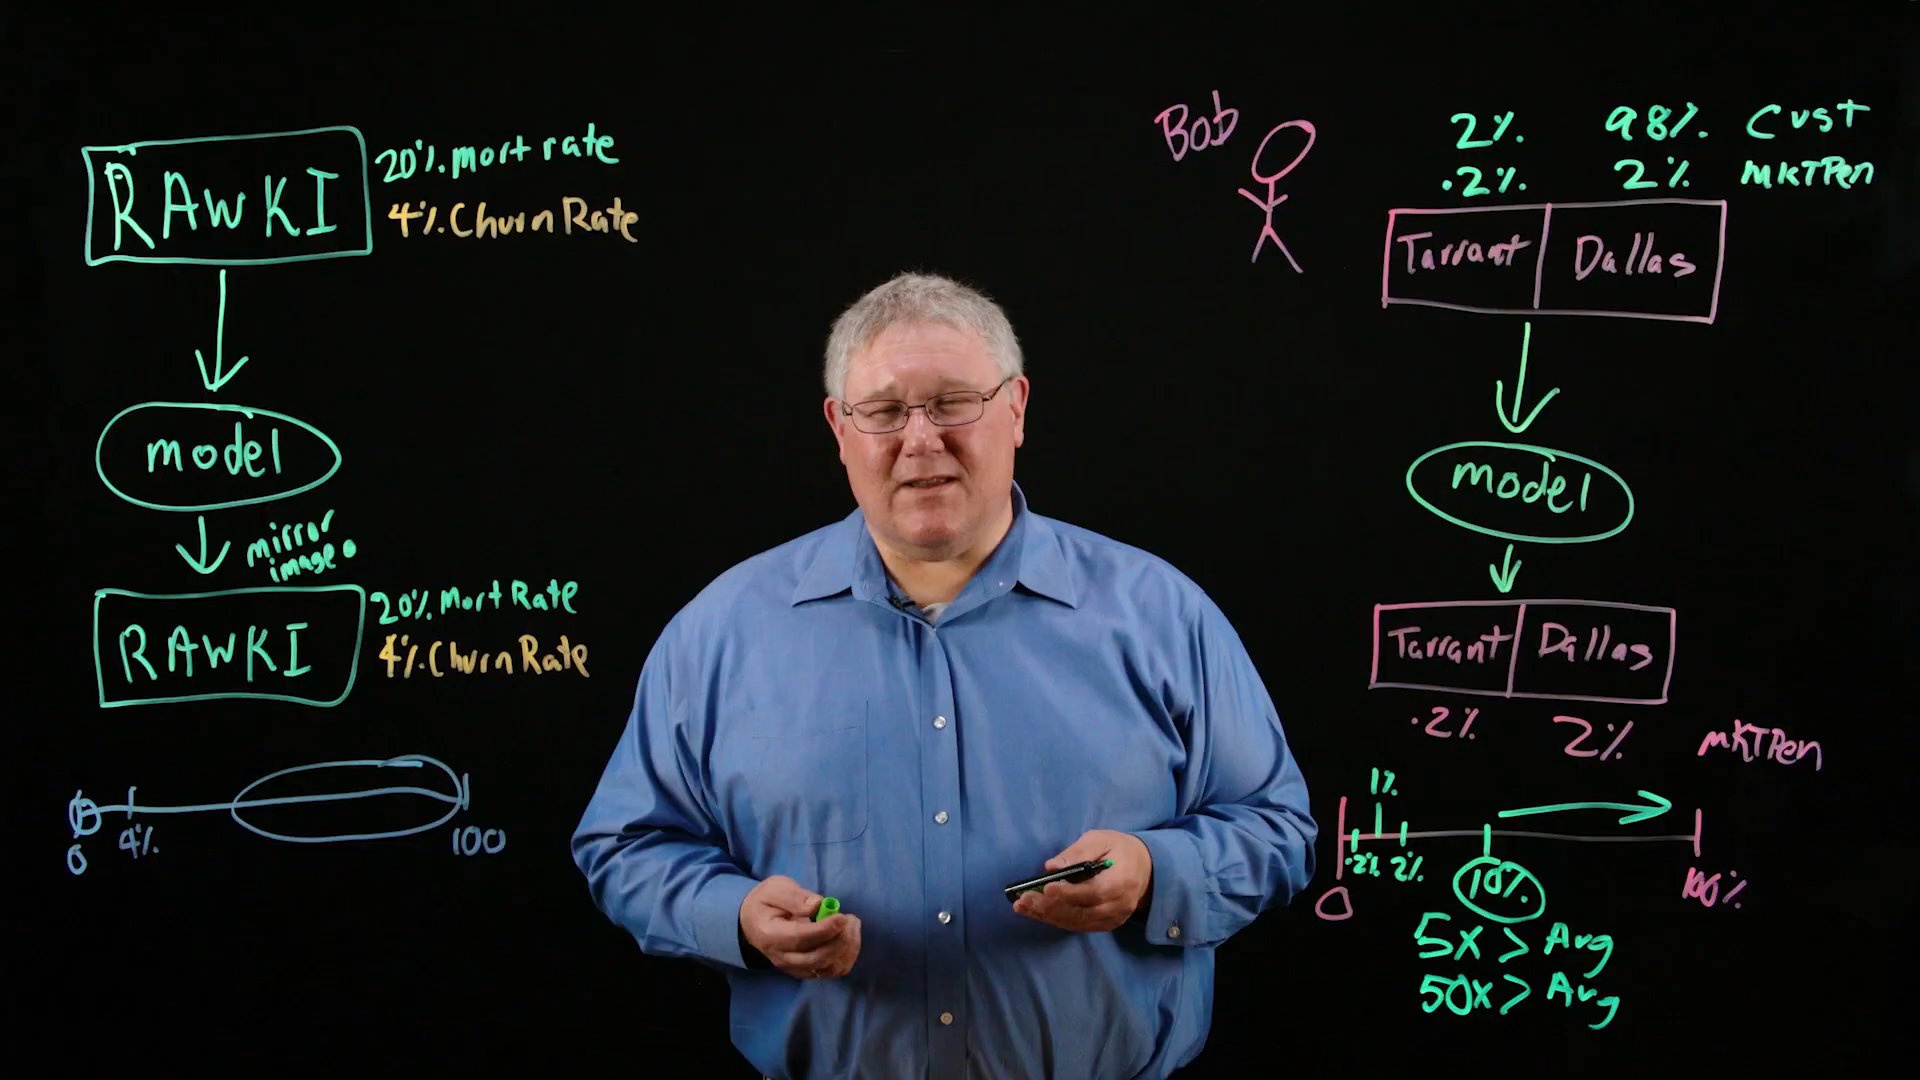 RAWKI
20% mort rate
4% Churn Rate
model
mirror
image
RAWKI
20% Mort Rate
4% Churn Rate
0 4% 100
Bob
2% 98% Cust
.2% 2% MKTPen
Tarrant Dallas
model
Tarrant Dallas
.2% 2% MKTPen
1%
.2% 2% 10% 100%
0
5x > Avg
50x > Avg